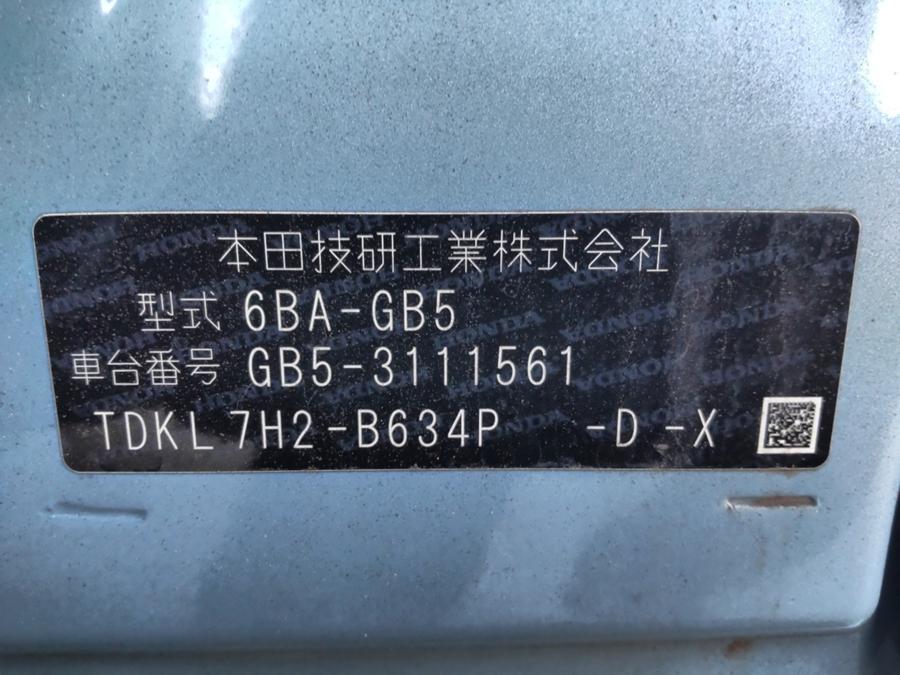 本田技研工業株式会社
型式 6BA-GB5
車台番号 GB5-3111561
TDKL7H2-B634P -D -X